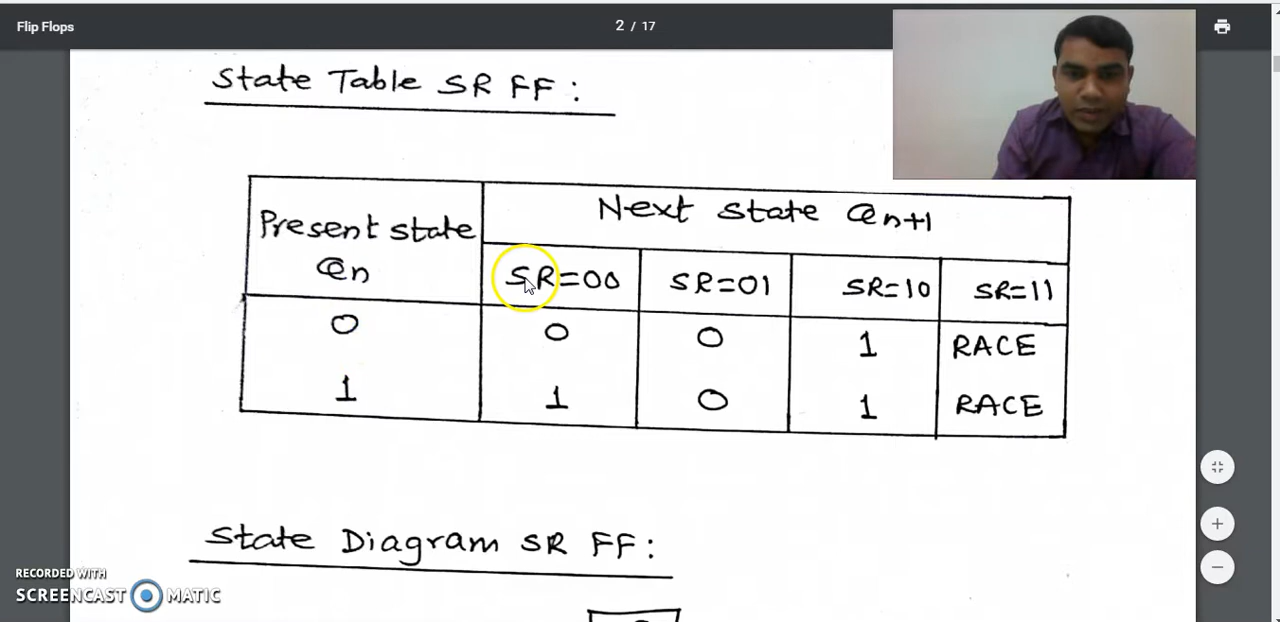 Flip Flops
2 / 17
State Table SR FF:
Present state
Qn
Next state Qn+1
SR=00 SR=01 SR=10 SR=11
0 0 0 1 RACE
1 1 0 1 RACE
State Diagram SR FF:
RECORDED WITH
SCREENCAST MATIC